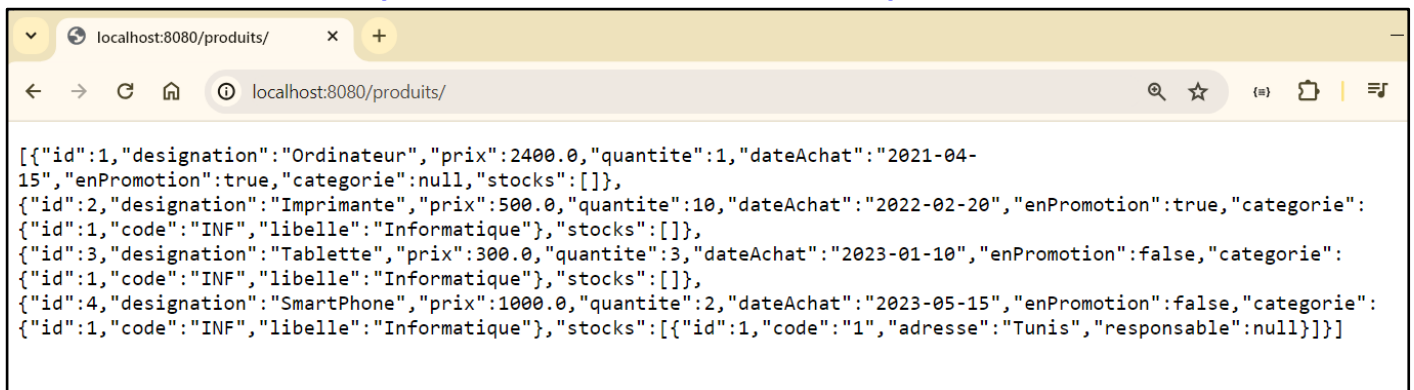 localhost:8080/produits/
localhost:8080/produits/
[{"id":1,"designation":"Ordinateur","prix":2400.0,"quantite":1,"dateAchat":"2021-04-
15","enPromotion":true,"categorie":null,"stocks":[]},
{"id":2,"designation":"Imprimante","prix":500.0,"quantite":10,"dateAchat":"2022-02-20","enPromotion":true,"categorie":
{"id":1,"code":"INF","libelle":"Informatique"},"stocks":[]},
{"id":3,"designation":"Tablette","prix":300.0,"quantite":3,"dateAchat":"2023-01-10","enPromotion":false,"categorie":
{"id":1,"code":"INF","libelle":"Informatique"},"stocks":[]},
{"id":4,"designation":"SmartPhone","prix":1000.0,"quantite":2,"dateAchat":"2023-05-15","enPromotion":false,"categorie":
{"id":1,"code":"INF","libelle":"Informatique"},"stocks":[{"id":1,"code":"1","adresse":"Tunis","responsable":null}]}]